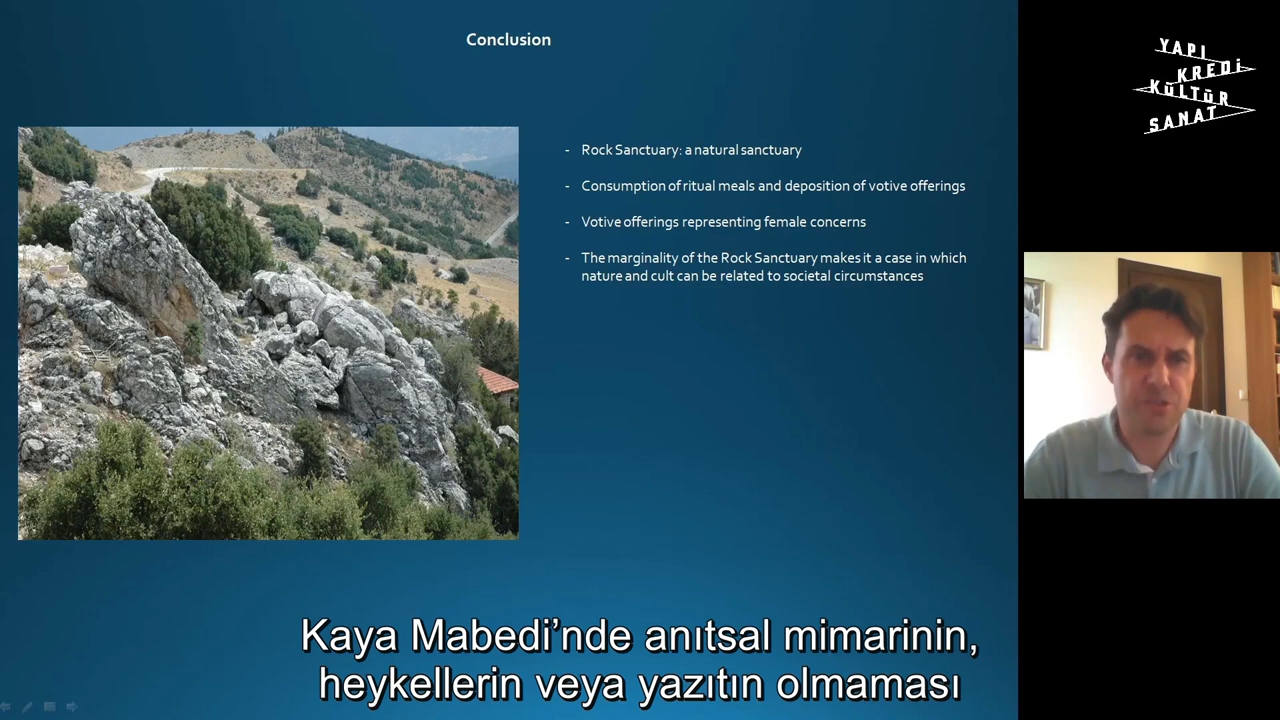 Conclusion
- Rock Sanctuary: a natural sanctuary
- Consumption of ritual meals and deposition of votive offerings
- Votive offerings representing female concerns
- The marginality of the Rock Sanctuary makes it a case in which
nature and cult can be related to societal circumstances
YAPI
KREDİ
KÜLTÜR
SANAT
Kaya Mabedi’nde anıtsal mimarinin,
heykellerin veya yazıtın olmaması